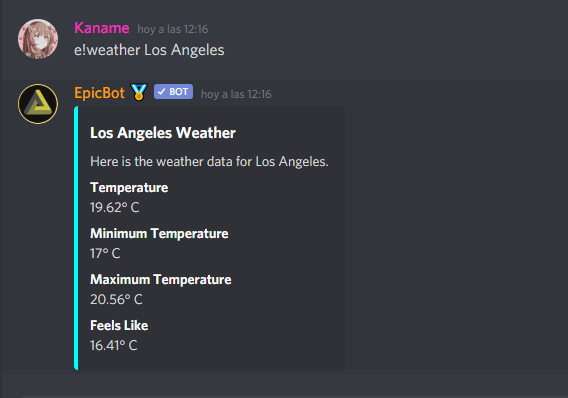 Kaname hoy a las 12:16
e!weather Los Angeles
EpicBot BOT hoy a las 12:16
Los Angeles Weather
Here is the weather data for Los Angeles.
Temperature
19.62° C
Minimum Temperature
17° C
Maximum Temperature
20.56° C
Feels Like
16.41° C